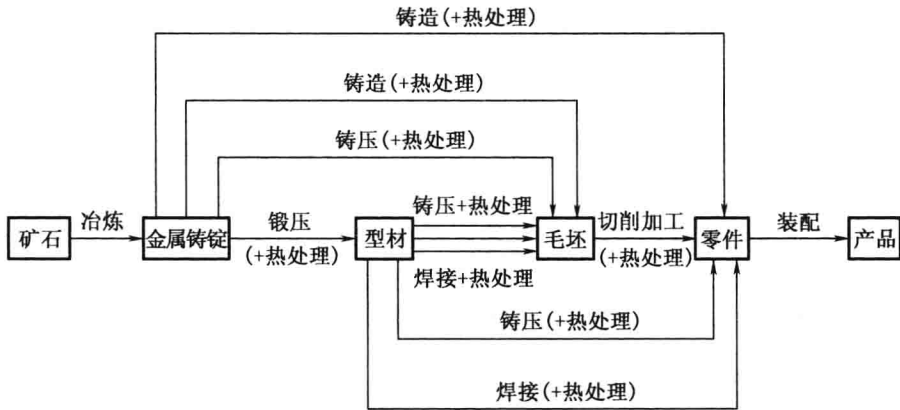 铸造(+热处理)
铸造(+热处理)
铸压(+热处理)
矿石
冶炼
金属铸锭
锻压
(+热处理)
型材
铸压+热处理
焊接+热处理
毛坯
切削加工
(+热处理)
零件
装配
产品
铸压(+热处理)
焊接(+热处理)